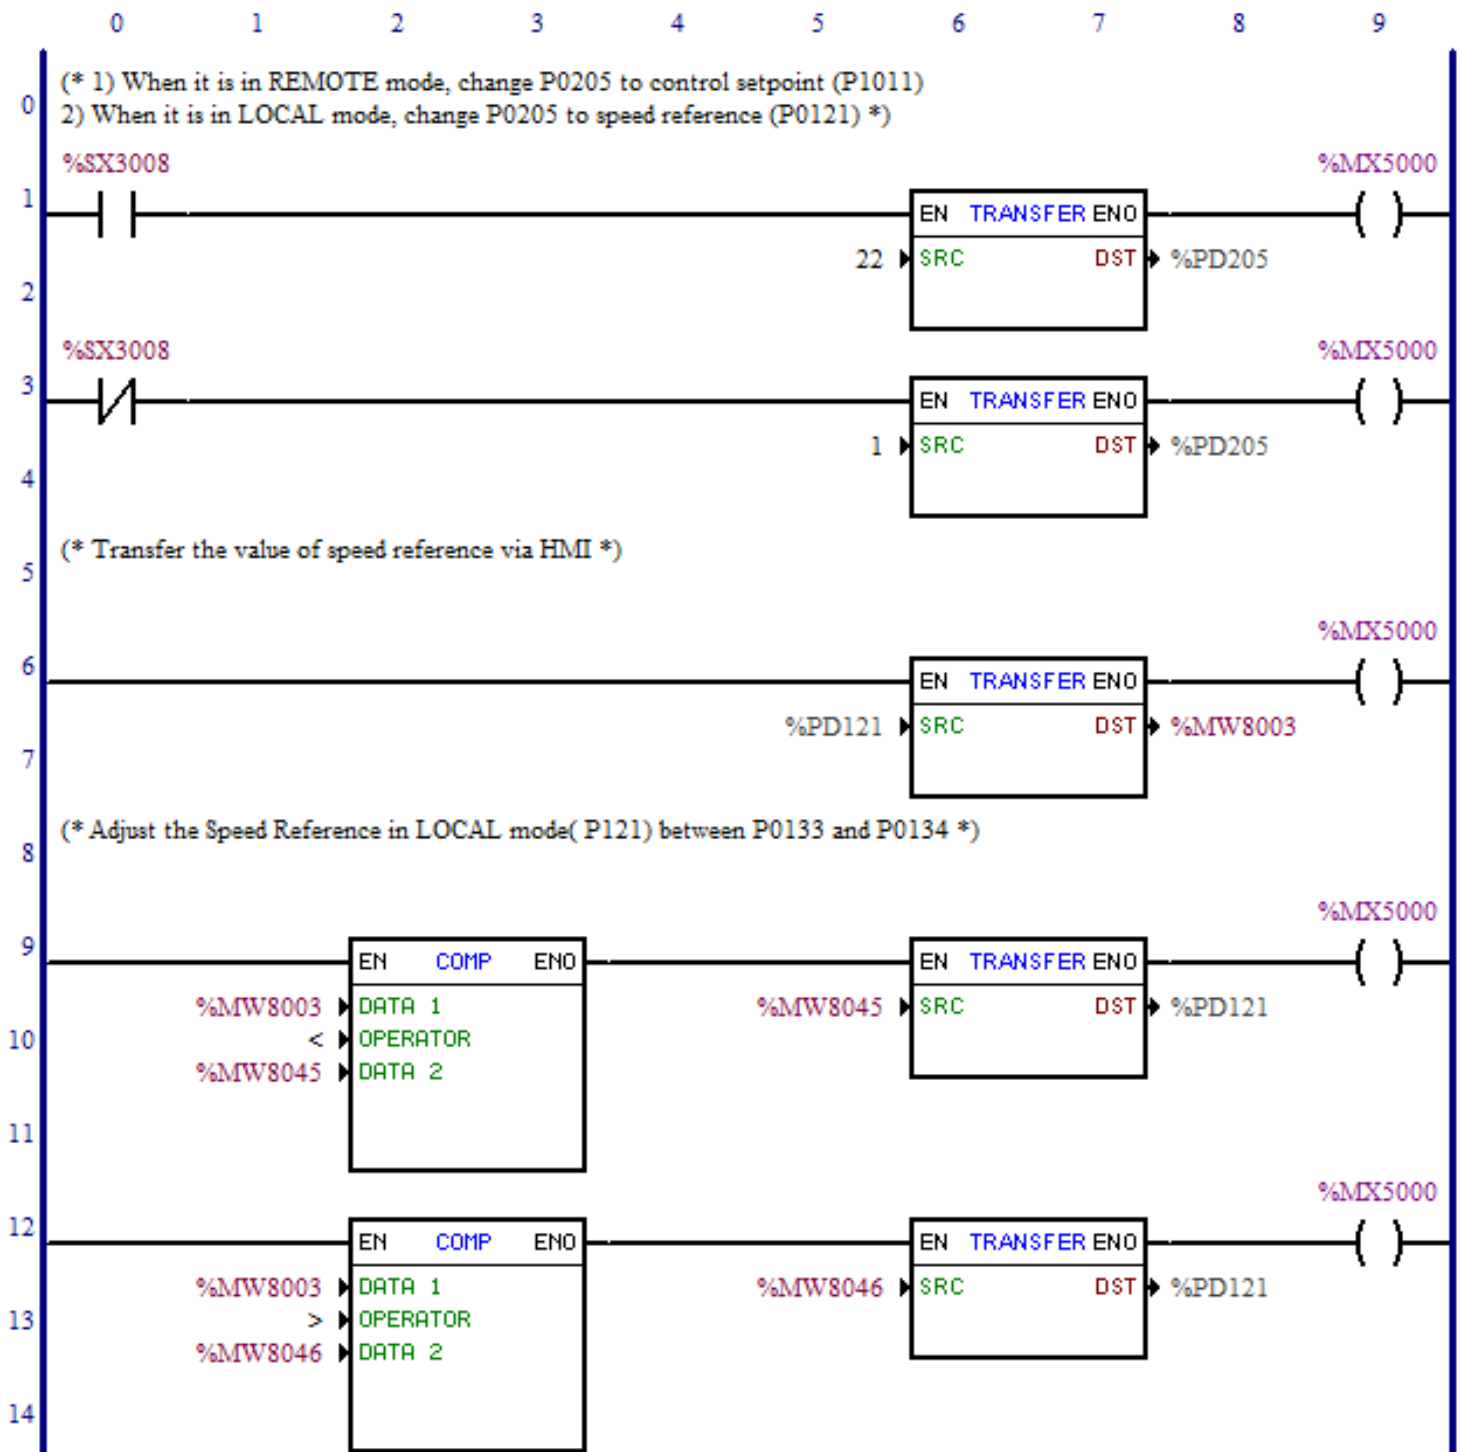 0 1 2 3 4 5 6 7 8 9
0
(* 1) When it is in REMOTE mode, change P0205 to control setpoint (P1011)
2) When it is in LOCAL mode, change P0205 to speed reference (P0121) *)
%SX3008 %MX5000
1
EN TRANSFER ENO
22 SRC DST %PD205
2
%SX3008 %MX5000
3
EN TRANSFER ENO
1 SRC DST %PD205
4
(* Transfer the value of speed reference via HMI *)
5
%MX5000
6
EN TRANSFER ENO
%PD121 SRC DST %MW8003
7
(* Adjust the Speed Reference in LOCAL mode( P121) between P0133 and P0134 *)
8
%MX5000
9
EN COMP ENO EN TRANSFER ENO
%MW8003 DATA 1 %MW8045 SRC DST %PD121
10 < OPERATOR
%MW8045 DATA 2
11
%MX5000
12
EN COMP ENO EN TRANSFER ENO
%MW8003 DATA 1 %MW8046 SRC DST %PD121
13 > OPERATOR
%MW8046 DATA 2
14